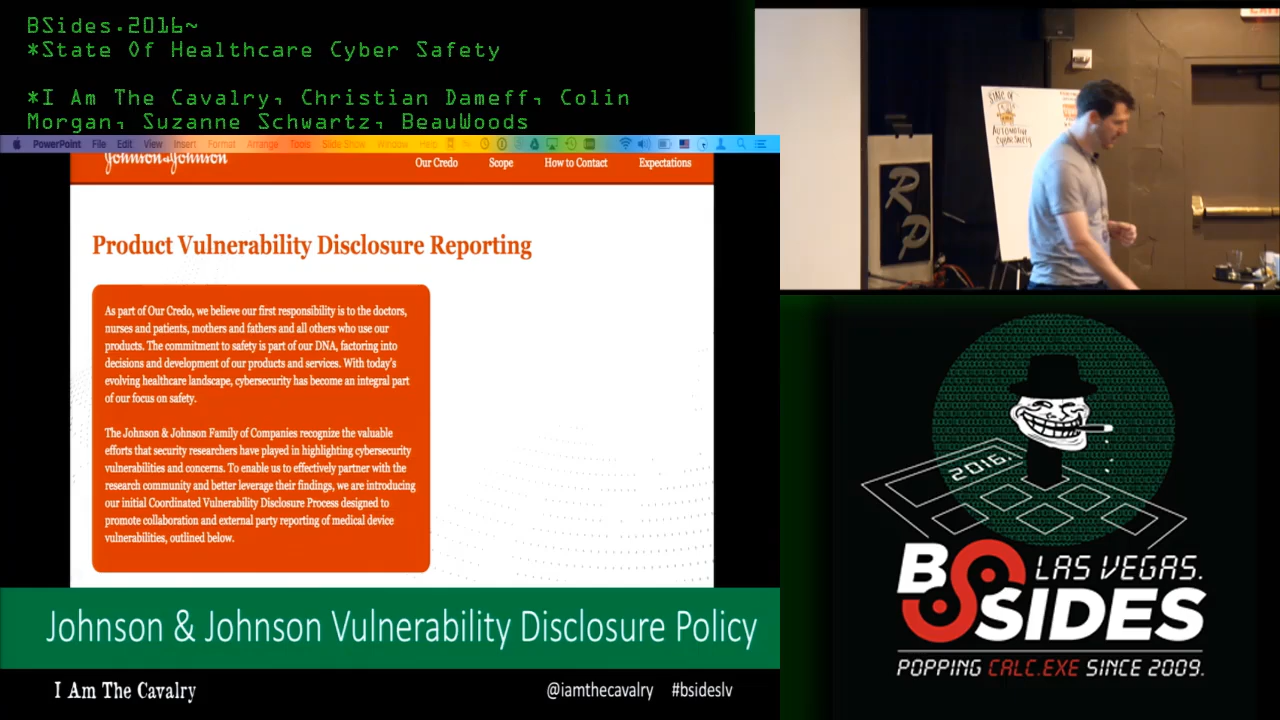 BSides.2016~
*State Of Healthcare Cyber Safety
*I Am The Cavalry, Christian Dameff, Colin
Morgan, Suzanne Schwartz, BeauWoods
PowerPoint File Edit View Insert Format Arrange Tools Slide Show Window Help
Johnson & Johnson
Our Credo Scope How to Contact Expectations
Product Vulnerability Disclosure Reporting
As part of Our Credo, we believe our first responsibility is to the doctors,
nurses and patients, mothers and fathers and all others who use our
products. The commitment to safety is part of our DNA, factoring into
decisions and development of our products and services. With today's
evolving healthcare landscape, cybersecurity has become an integral part
of our focus on safety.
The Johnson & Johnson Family of Companies recognize the valuable
efforts that security researchers have played in highlighting cybersecurity
vulnerabilities and concerns. To enable us to effectively partner with the
research community and better leverage their findings, we are introducing
our initial Coordinated Vulnerability Disclosure Process designed to
promote collaboration and external party reporting of medical device
vulnerabilities, outlined below.
Johnson & Johnson Vulnerability Disclosure Policy
I Am The Cavalry @iamthecavalry #bsideslv
STATE OF
AUTOMOTIVE
CYBER SAFETY
RP
2016.
BSIDES
LAS VEGAS.
POPPING CALC.EXE SINCE 2009.